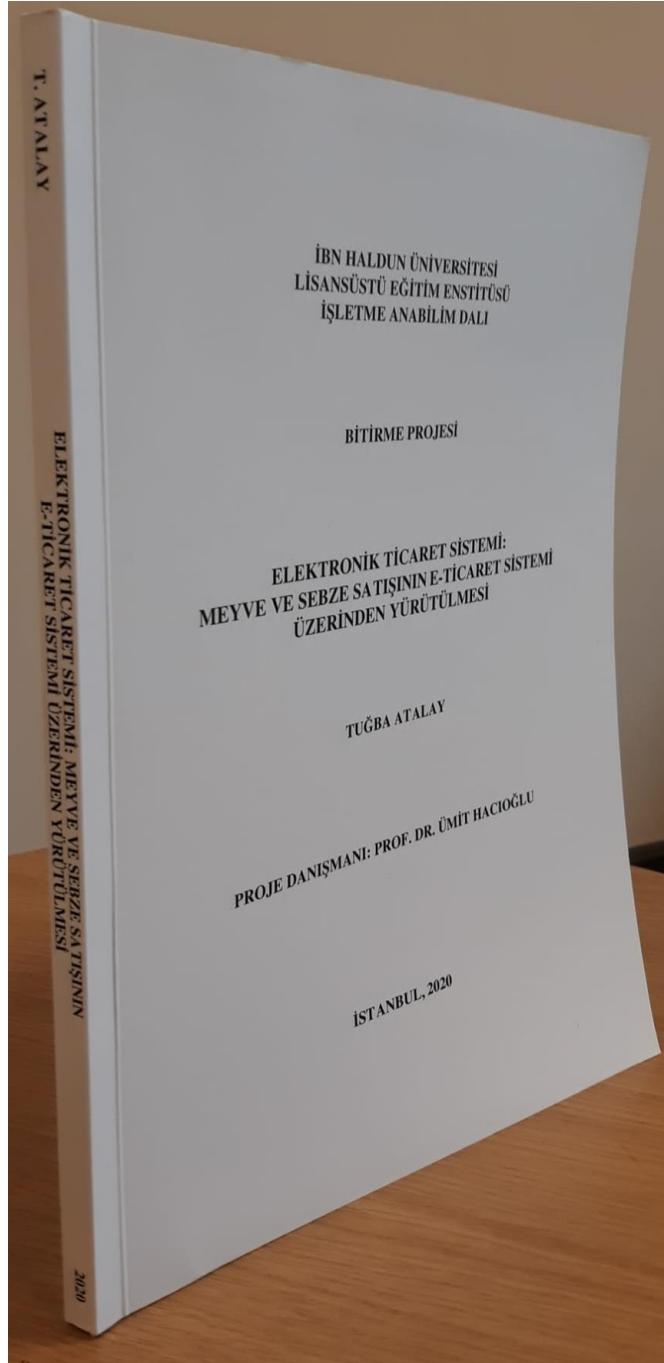 T. ATALAY
ELEKTRONİK TİCARET SİSTEMİ: MEYVE VE SEBZE SATIŞININ
E-TİCARET SİSTEMİ ÜZERİNDEN YÜRÜTÜLMESİ
2020
İBN HALDUN ÜNİVERSİTESİ
LİSANSÜSTÜ EĞİTİM ENSTİTÜSÜ
İŞLETME ANABİLİM DALI
BİTİRME PROJESİ
ELEKTRONİK TİCARET SİSTEMİ:
MEYVE VE SEBZE SATIŞININ E-TİCARET SİSTEMİ
ÜZERİNDEN YÜRÜTÜLMESİ
TUĞBA ATALAY
PROJE DANIŞMANI: PROF. DR. ÜMİT HACIOĞLU
İSTANBUL, 2020